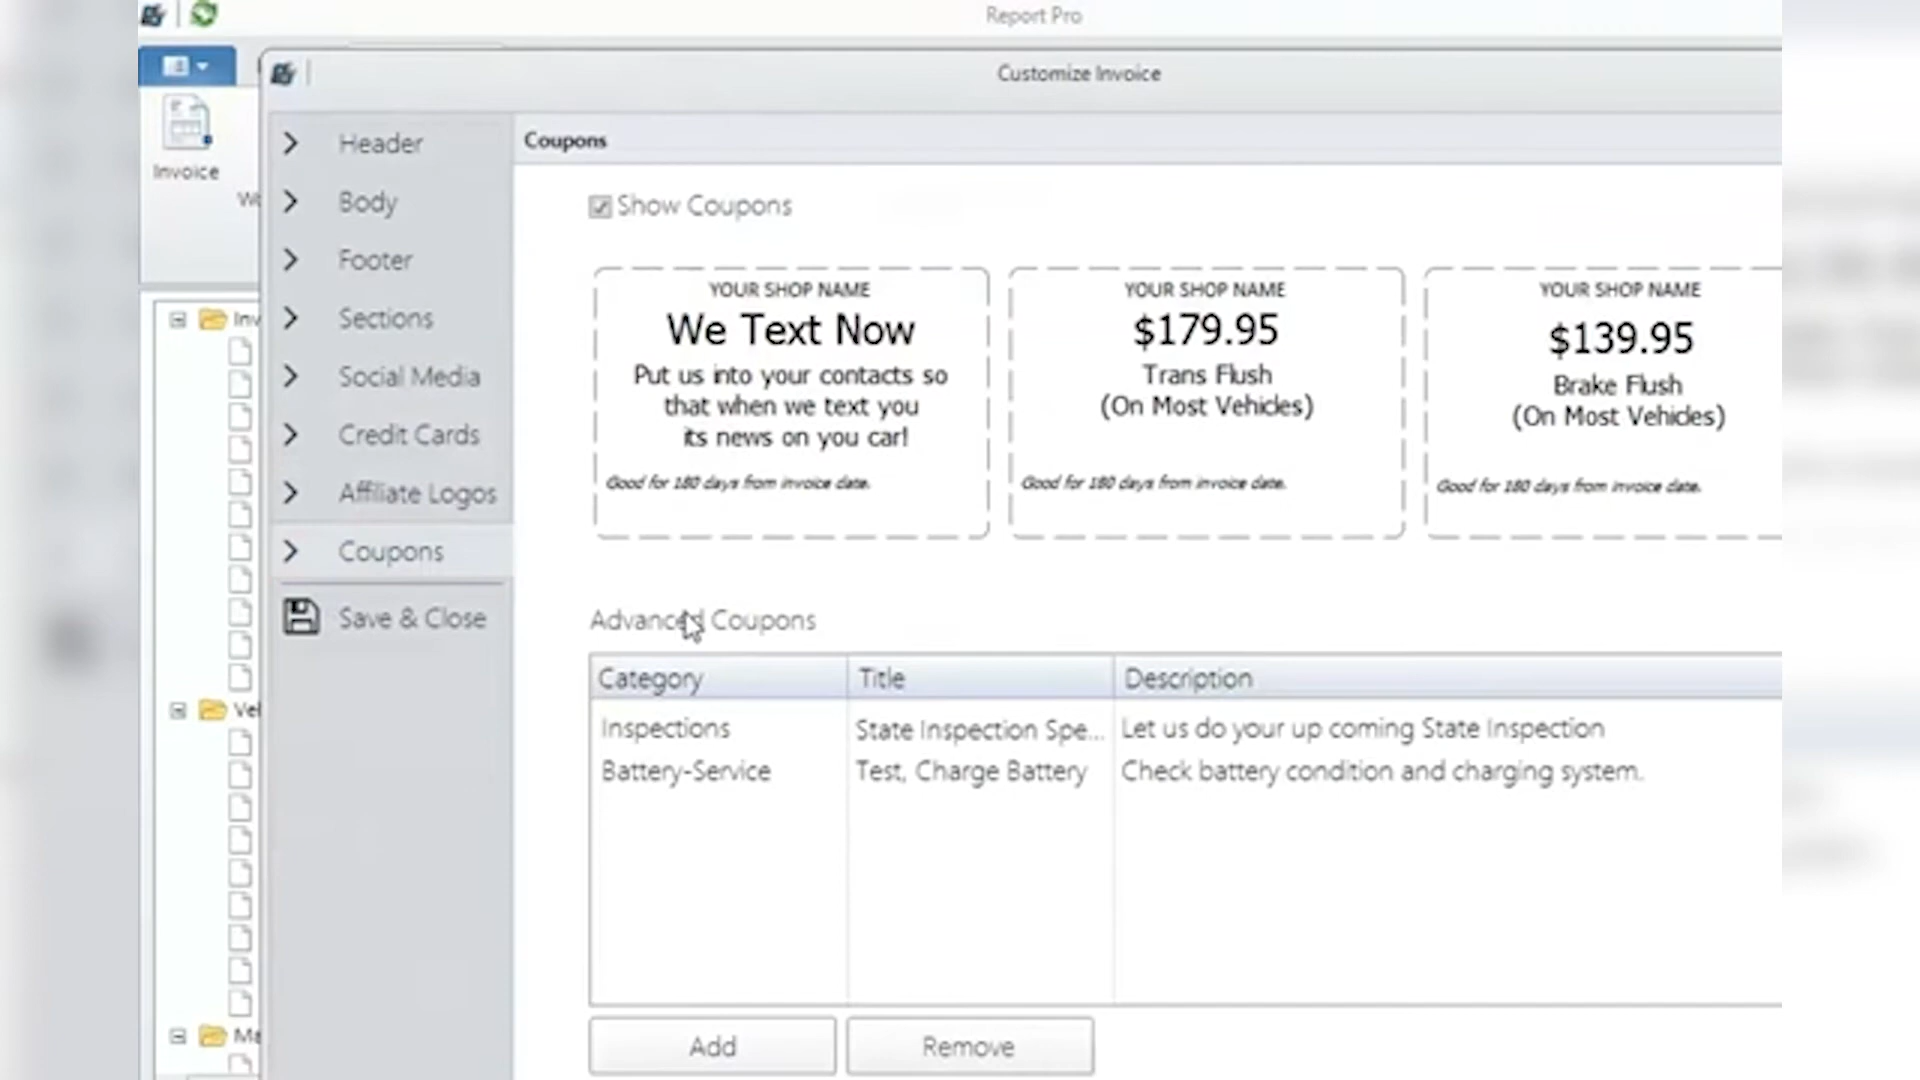 Report Pro
Customize Invoice
Invoice
Header
Body
Footer
Sections
Social Media
Credit Cards
Affiliate Logos
Coupons
Save & Close
Coupons
Show Coupons
YOUR SHOP NAME
We Text Now
Put us into your contacts so
that when we text you
its news on you car!
Good for 180 days from invoice date.
YOUR SHOP NAME
$179.95
Trans Flush
(On Most Vehicles)
Good for 180 days from invoice date.
YOUR SHOP NAME
$139.95
Brake Flush
(On Most Vehicles)
Good for 180 days from invoice date.
Advanced Coupons
Category Title Description
Inspections State Inspection Spe... Let us do your up coming State Inspection
Battery-Service Test, Charge Battery Check battery condition and charging system.
Add Remove